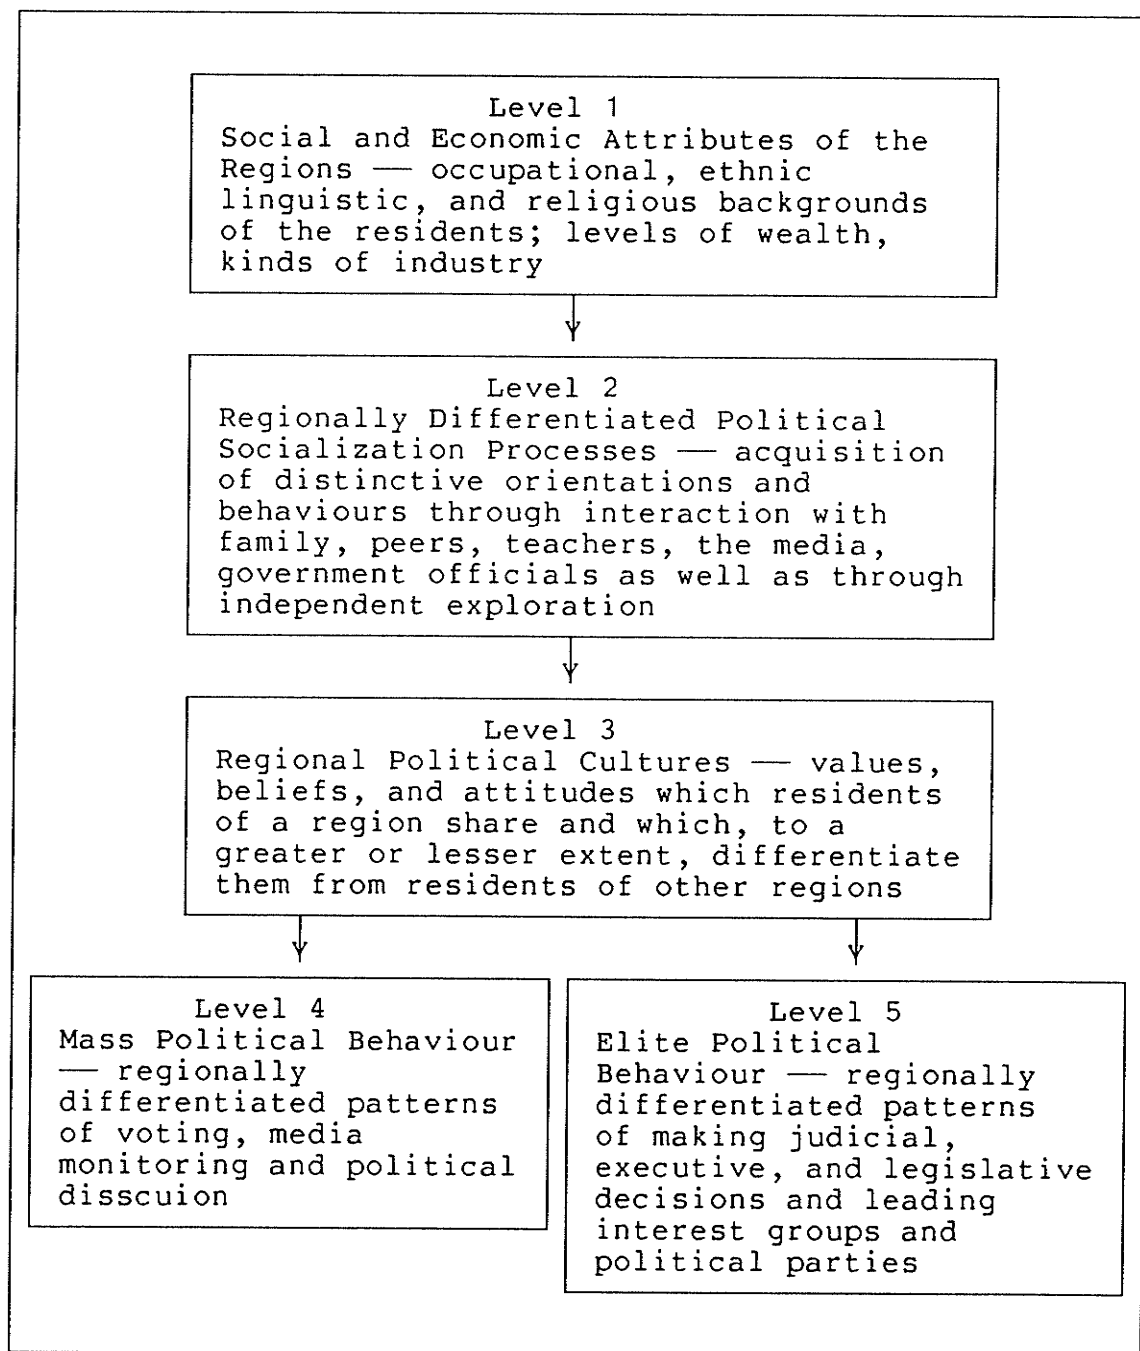 Level 1
Social and Economic Attributes of the
Regions — occupational, ethnic
linguistic, and religious backgrounds
of the residents; levels of wealth,
kinds of industry
Level 2
Regionally Differentiated Political
Socialization Processes — acquisition
of distinctive orientations and
behaviours through interaction with
family, peers, teachers, the media,
government officials as well as through
independent exploration
Level 3
Regional Political Cultures — values,
beliefs, and attitudes which residents
of a region share and which, to a
greater or lesser extent, differentiate
them from residents of other regions
Level 4
Mass Political Behaviour
— regionally
differentiated patterns
of voting, media
monitoring and political
disscuion
Level 5
Elite Political
Behaviour — regionally
differentiated patterns
of making judicial,
executive, and legislative
decisions and leading
interest groups and
political parties